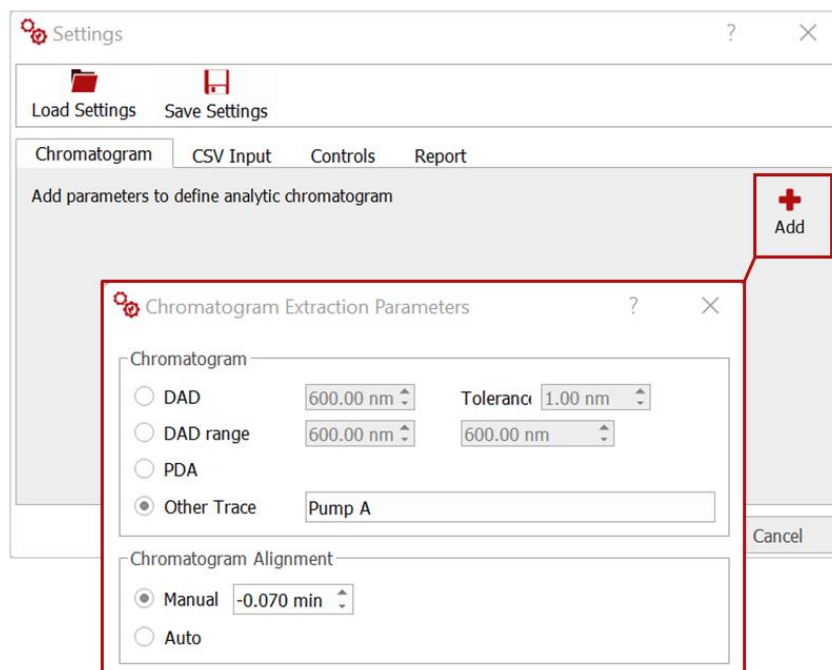 Settings ?
Load Settings Save Settings
Chromatogram CSV Input Controls Report
Add parameters to define analytic chromatogram
Add
Chromatogram Extraction Parameters ?
Chromatogram
DAD 600.00 nm Toleranc 1.00 nm
DAD range 600.00 nm 600.00 nm
PDA
Other Trace Pump A
Cancel
Chromatogram Alignment
Manual -0.070 min
Auto